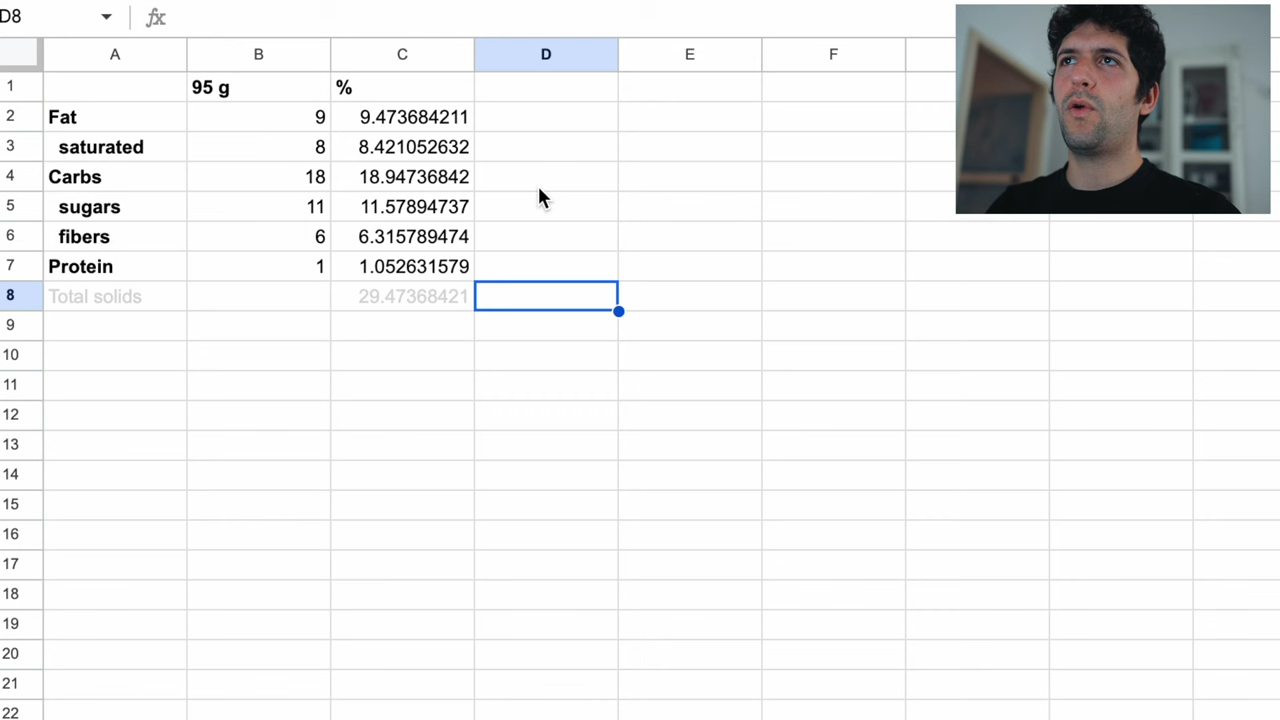 D8 fx
A B C D E F
1 95 g %
2 Fat 9 9.473684211
3 saturated 8 8.421052632
4 Carbs 18 18.94736842
5 sugars 11 11.57894737
6 fibers 6 6.315789474
7 Protein 1 1.052631579
8 Total solids 29.47368421
9
10
11
12
13
14
15
16
17
18
19
20
21
22